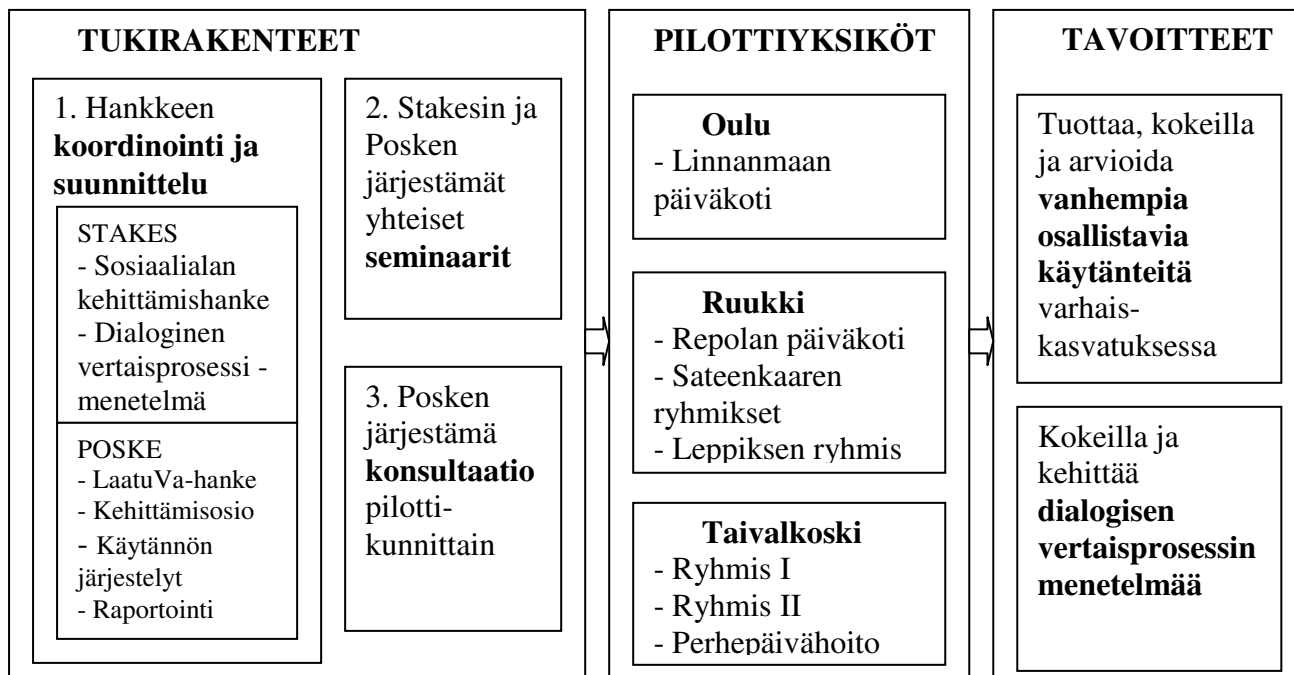 TUKIRAKENTEET
1. Hankkeen
koordinointi ja
suunnittelu
STAKES
- Sosiaalialan
kehittämishanke
- Dialoginen
vertaisprosessi -
menetelmä
POSKE
- LaatuVa-hanke
- Kehittämisosio
- Käytännön
järjestelyt
- Raportointi
2. Stakesin ja
Posken
järjestämät
yhteiset
seminaarit
3. Posken
järjestämä
konsultaatio
pilotti-
kunnittain
PILOTTIYKSIKÖT
Oulu
- Linnanmaan
päiväkoti
Ruukki
- Repolan päiväkoti
- Sateenkaaren
ryhmikset
- Leppiksen ryhmis
Taivalkoski
- Ryhmis I
- Ryhmis II
- Perhepäivähoito
TAVOITTEET
Tuottaa, kokeilla
ja arvioida
vanhempia
osallistavia
käytänteitä
varhais-
kasvatuksessa
Kokeilla ja
kehittää
dialogisen
vertaisprosessin
menetelmää